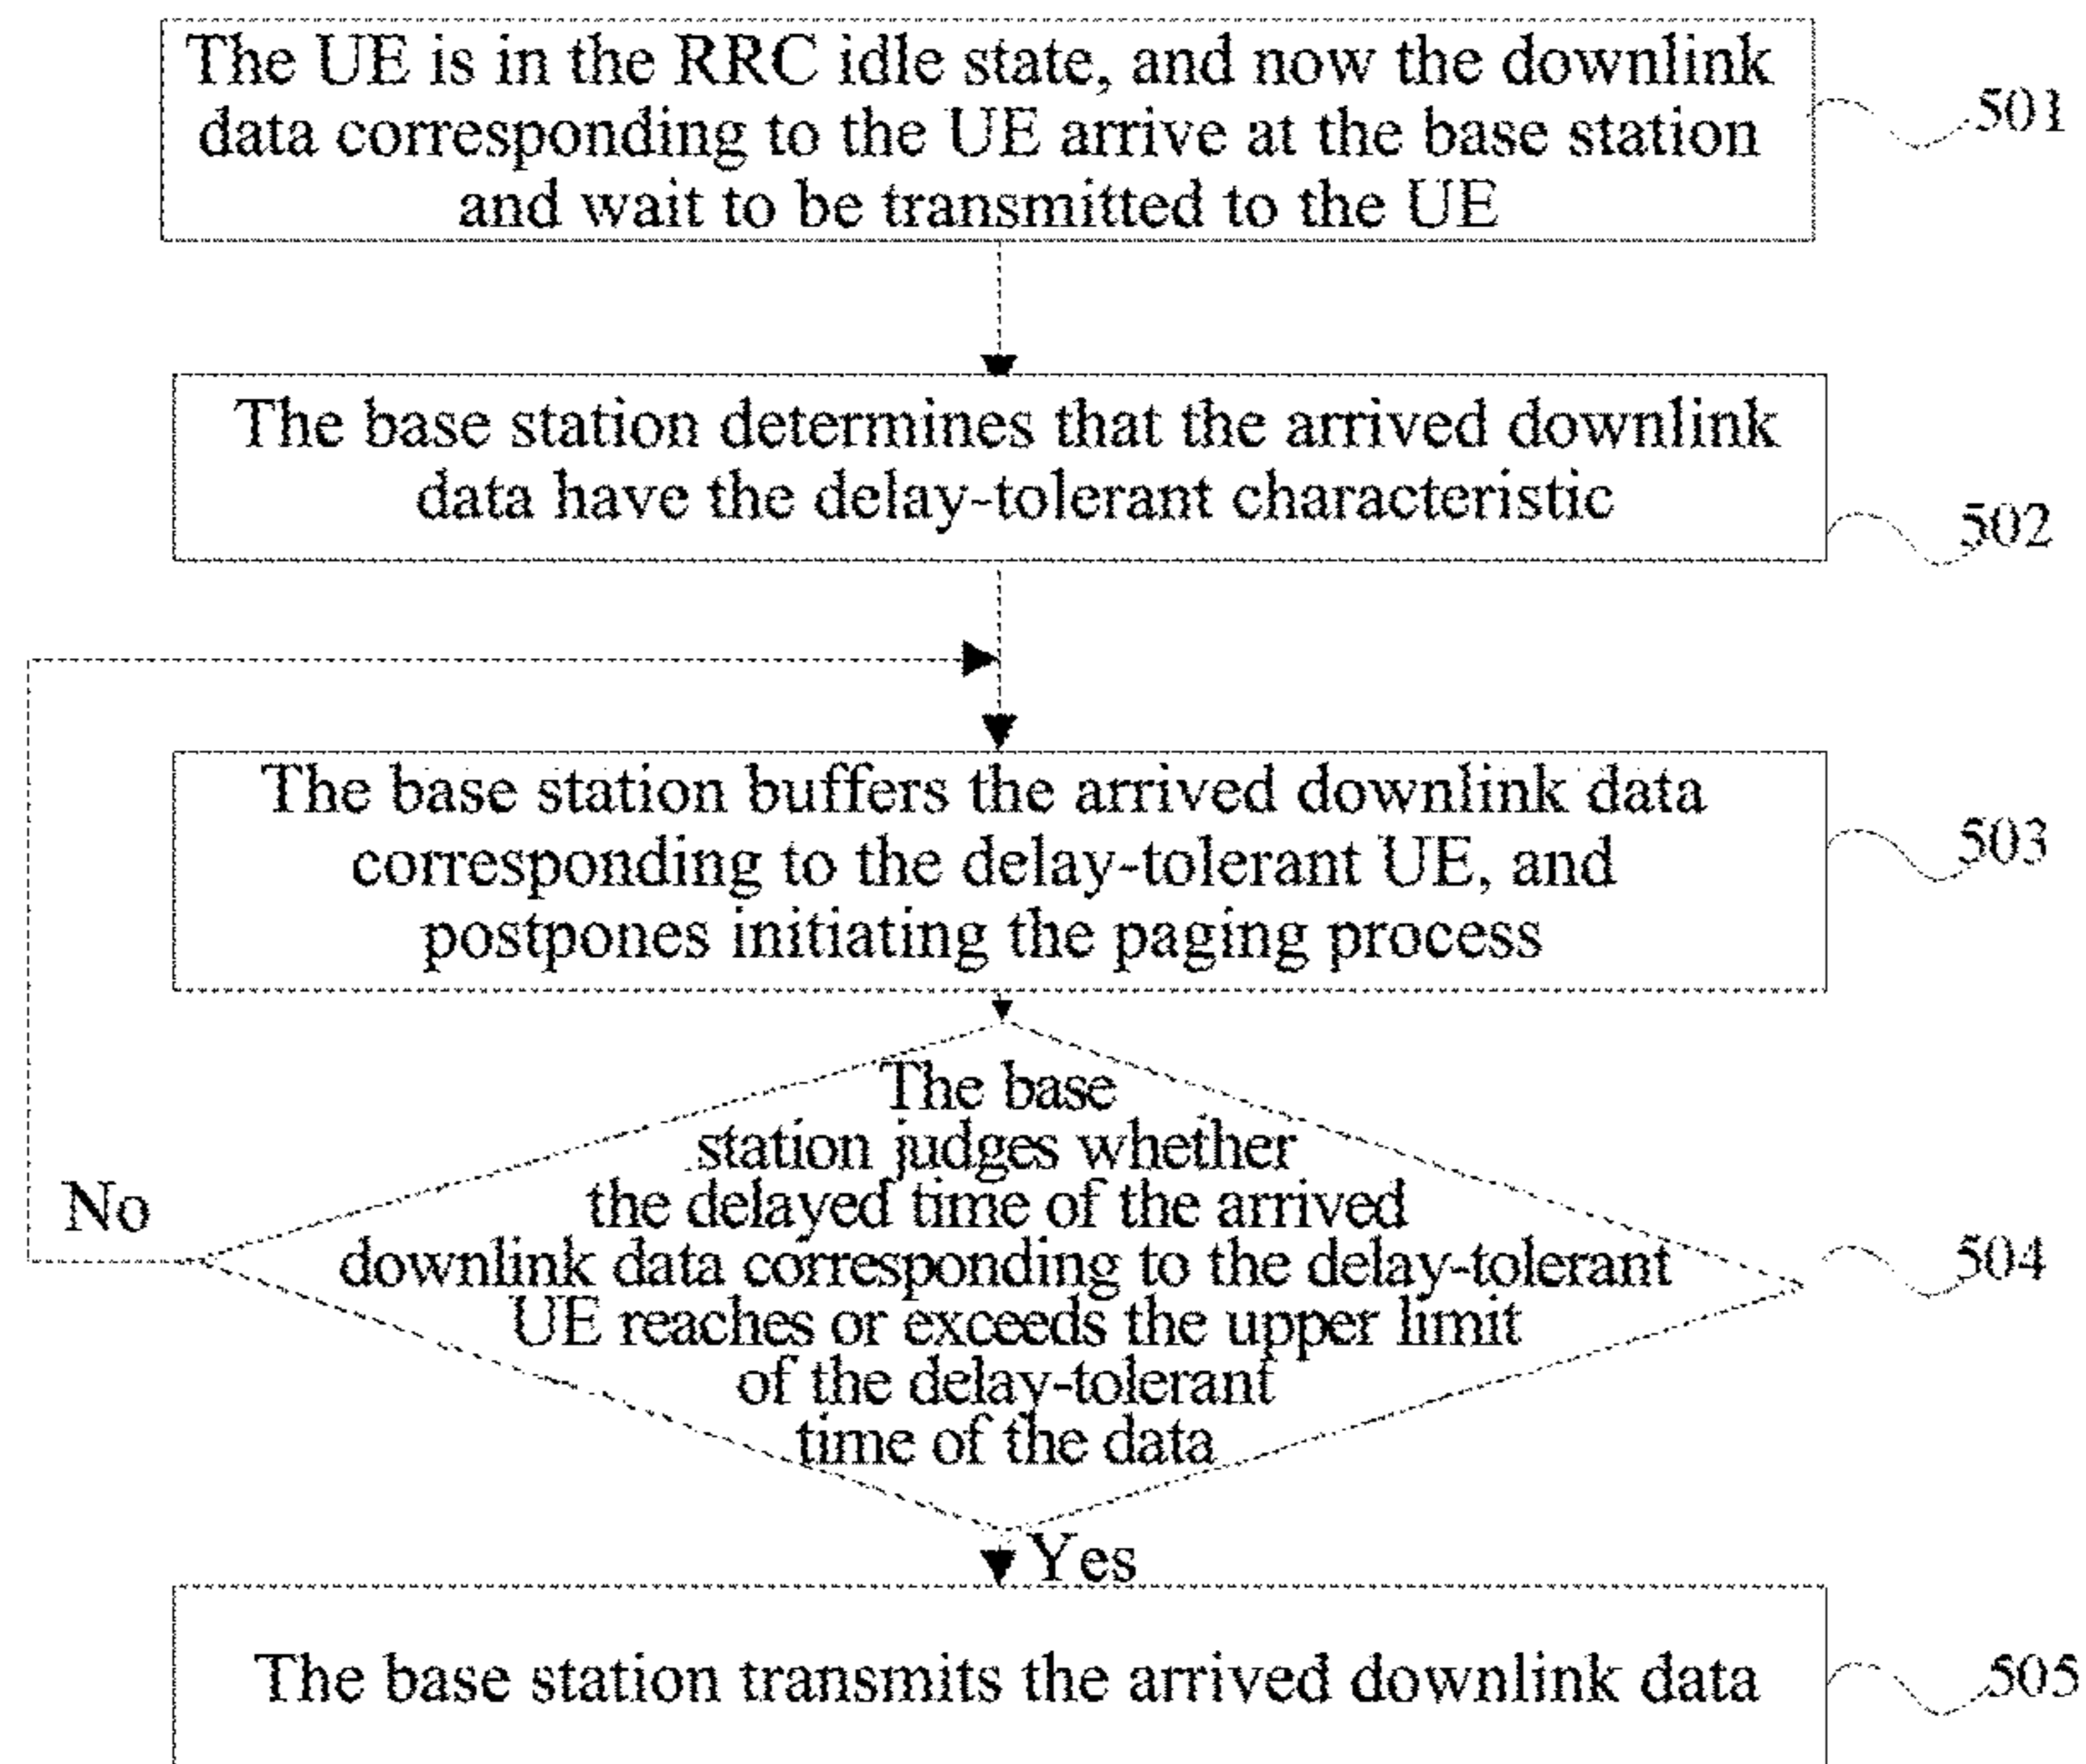 The UE is in the RRC idle state, and now the downlink
data corresponding to the UE arrive at the base station
and wait to be transmitted to the UE
501
The base station determines that the arrived downlink
data have the delay-tolerant characteristic
502
The base station buffers the arrived downlink data
corresponding to the delay-tolerant UE, and
postpones initiating the paging process
503
The base
station judges whether
the delayed time of the arrived
downlink data corresponding to the delay-tolerant
UE reaches or exceeds the upper limit
of the delay-tolerant
time of the data
504
No
Yes
The base station transmits the arrived downlink data
505